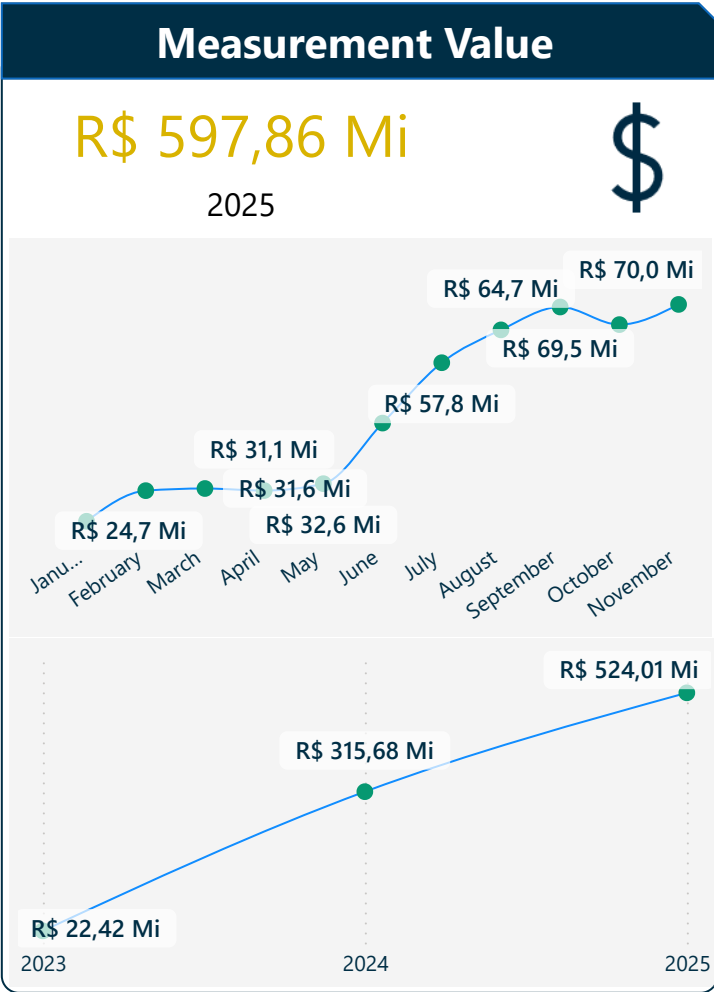 Measurement Value
R$ 597,86 Mi
$
2025
R$ 70,0 Mi
R$ 64,7 Mi
R$ 69,5 Mi
R$ 57,8 Mi
R$ 31,1 Mi
R$ 31,6 Mi
R$ 32,6 Mi
R$ 24,7 Mi
Janu... February March April May June July August September October November
R$ 524,01 Mi
R$ 315,68 Mi
R$ 22,42 Mi
2023 2024 2025